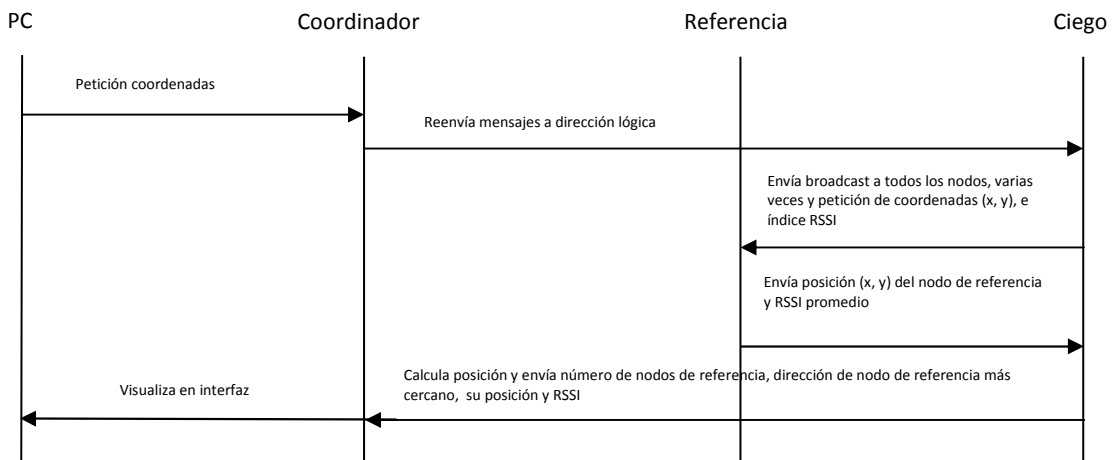 PC
Coordinador
Referencia
Ciego
Petición coordenadas
Reenvía mensajes a dirección lógica
Envía broadcast a todos los nodos, varias
veces y petición de coordenadas (x, y), e
índice RSSI
Envía posición (x, y) del nodo de referencia
y RSSI promedio
Calcula posición y envía número de nodos de referencia, dirección de nodo de referencia más
cercano, su posición y RSSI
Visualiza en interfaz